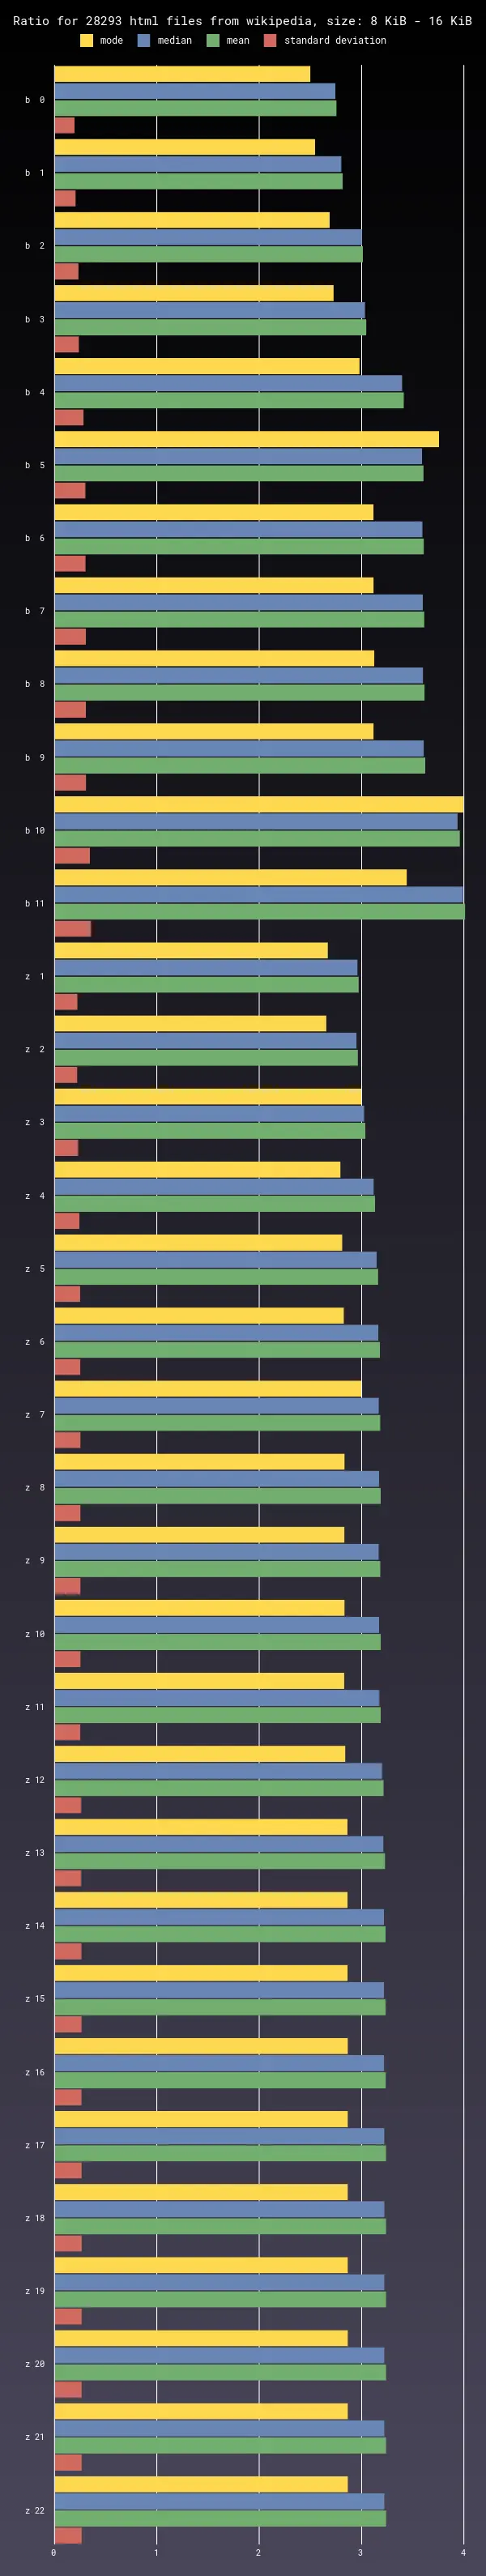 Ratio for 28293 html files from wikipedia, size: 8 KiB - 16 KiB
mode median mean standard deviation
b 0
b 1
b 2
b 3
b 4
b 5
b 6
b 7
b 8
b 9
b 10
b 11
z 1
z 2
z 3
z 4
z 5
z 6
z 7
z 8
z 9
z 10
z 11
z 12
z 13
z 14
z 15
z 16
z 17
z 18
z 19
z 20
z 21
z 22
0 1 2 3 4